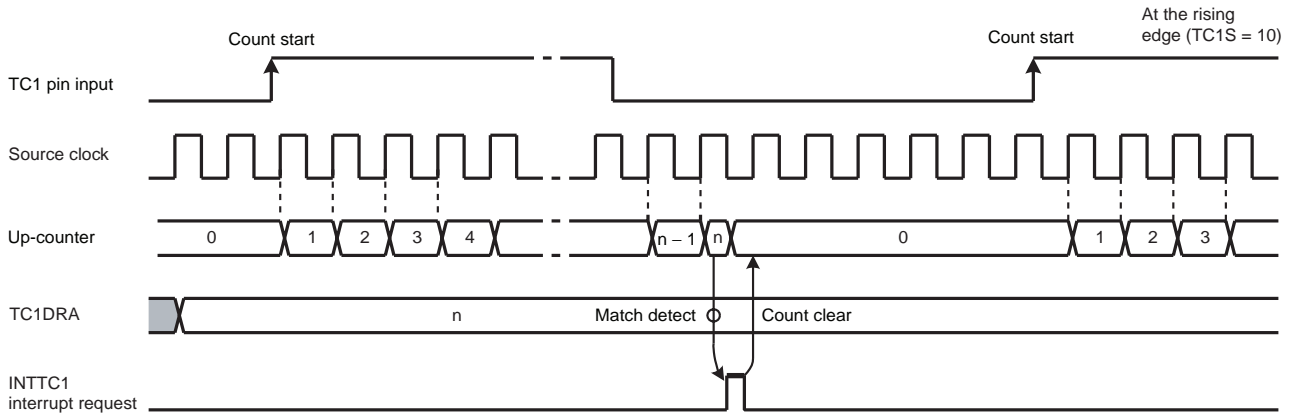 At the rising
edge (TC1S = 10)
Count start
Count start
TC1 pin input
Source clock
Up-counter
0
1
2
3
4
n – 1
n
0
1
2
3
TC1DRA
n
Match detect
Count clear
INTTC1
interrupt request